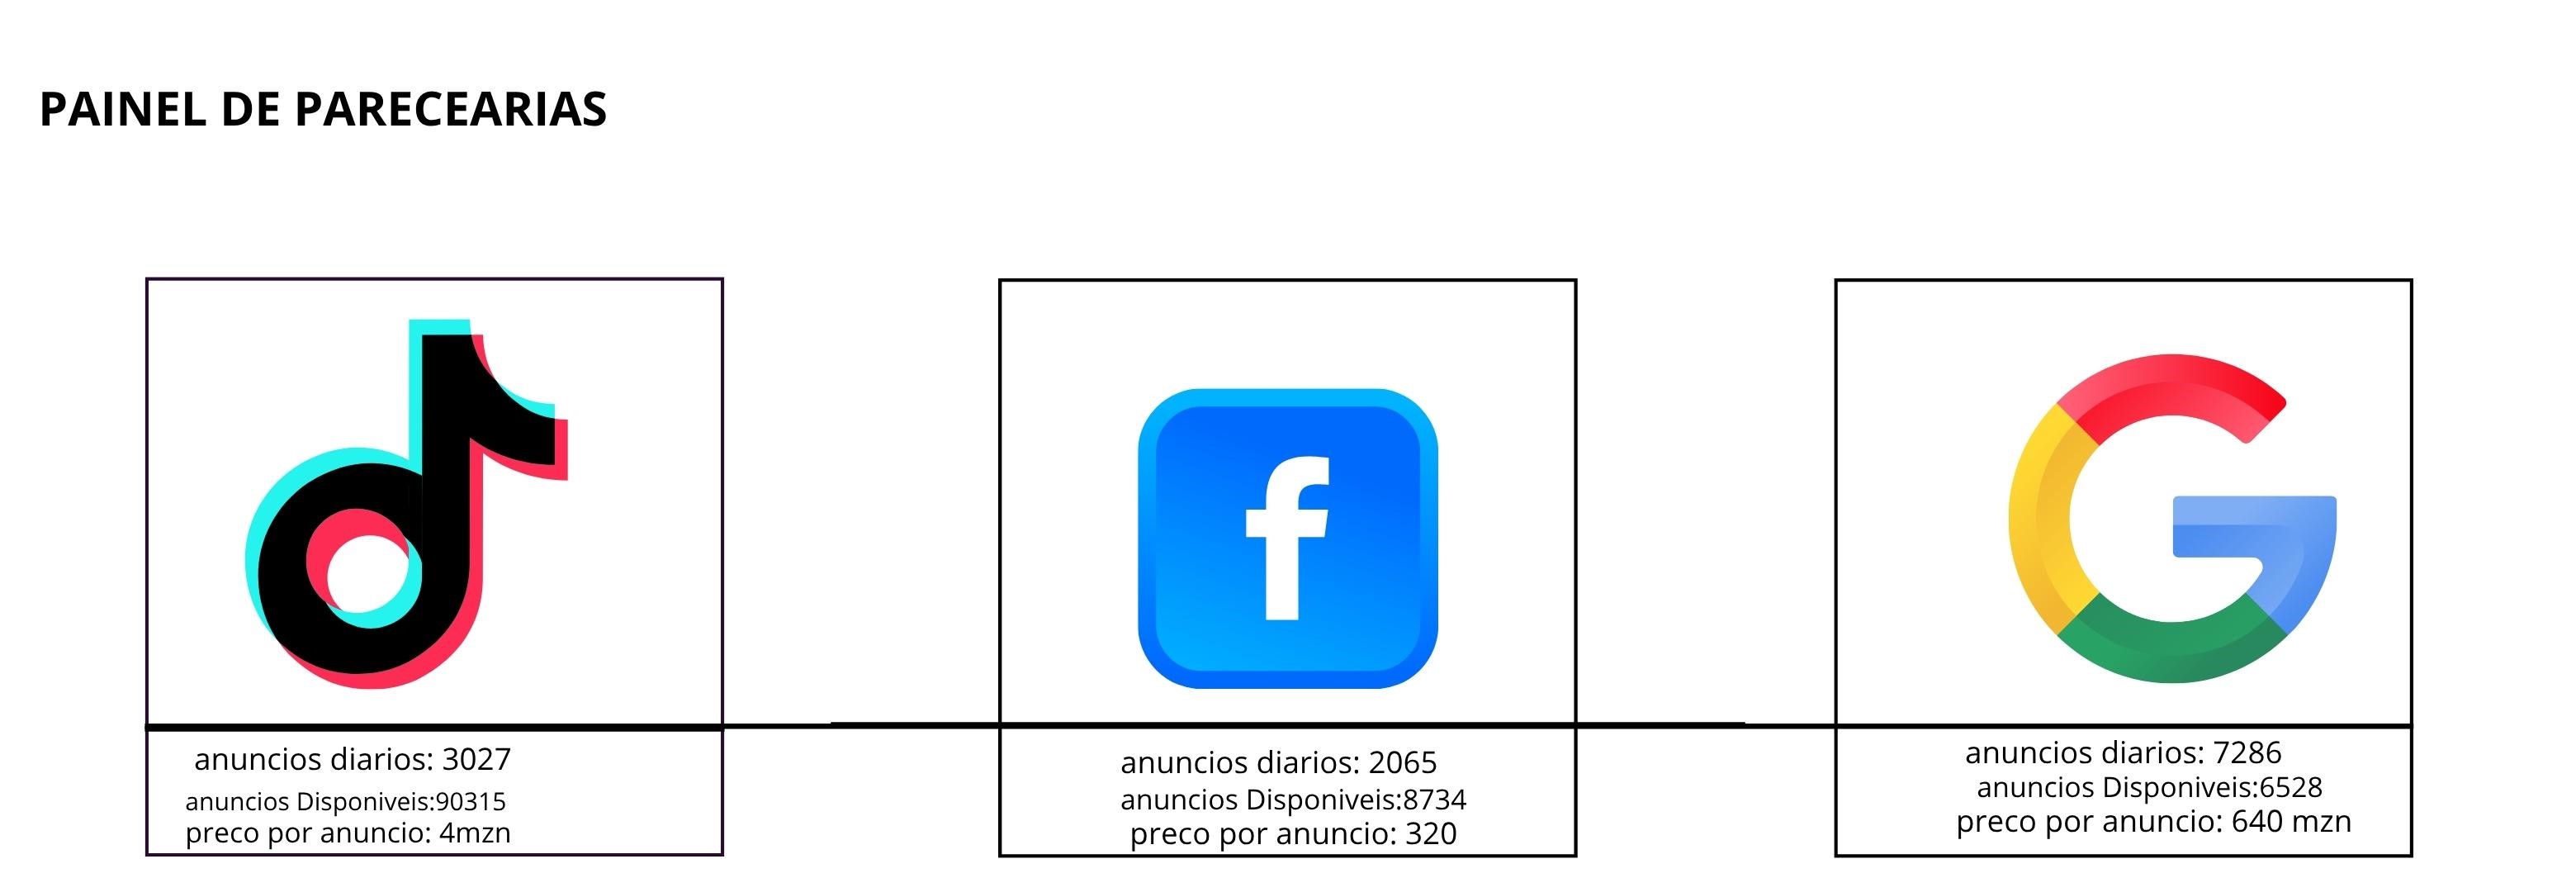 PAINEL DE PARECEARIAS
anuncios diarios: 3027
anuncios Disponiveis:90315
preco por anuncio: 4mzn
anuncios diarios: 2065
anuncios Disponiveis:8734
preco por anuncio: 320
anuncios diarios: 7286
anuncios Disponiveis:6528
preco por anuncio: 640 mzn